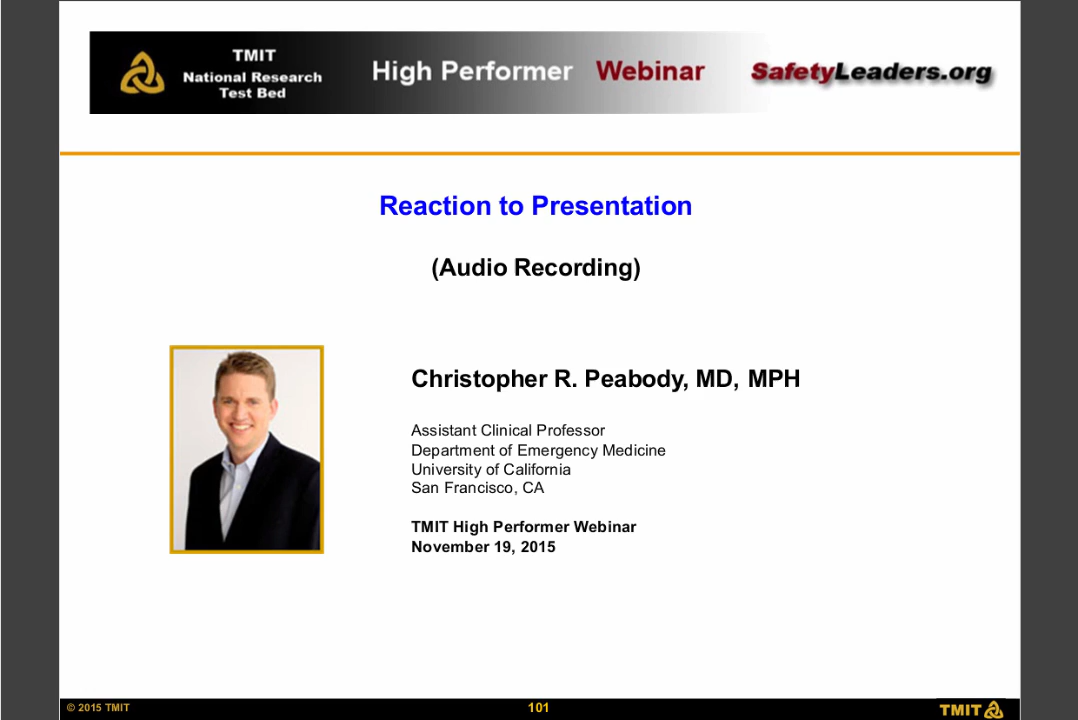 TMIT
National Research
Test Bed
High Performer Webinar
SafetyLeaders.org
Reaction to Presentation
(Audio Recording)
Christopher R. Peabody, MD, MPH
Assistant Clinical Professor
Department of Emergency Medicine
University of California
San Francisco, CA
TMIT High Performer Webinar
November 19, 2015
© 2015 TMIT
101
TMIT